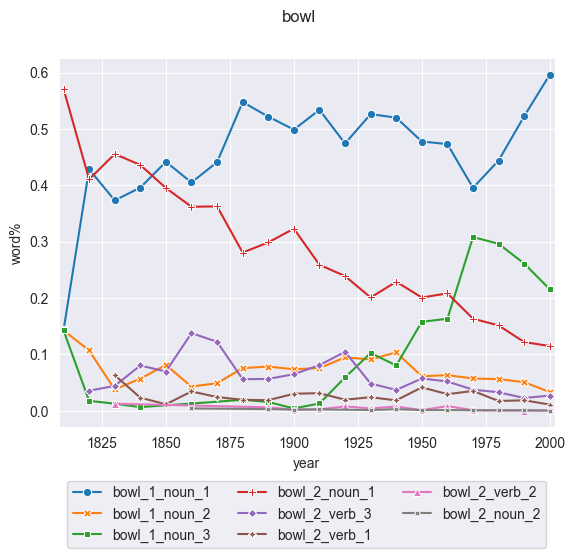 bowl
0.6
0.5
0.4
0.3
0.2
0.1
0.0
word%
1825 1850 1875 1900 1925 1950 1975 2000
year
bowl_1_noun_1 bowl_2_noun_1 bowl_2_verb_2
bowl_1_noun_2 bowl_2_verb_3 bowl_2_noun_2
bowl_1_noun_3 bowl_2_verb_1